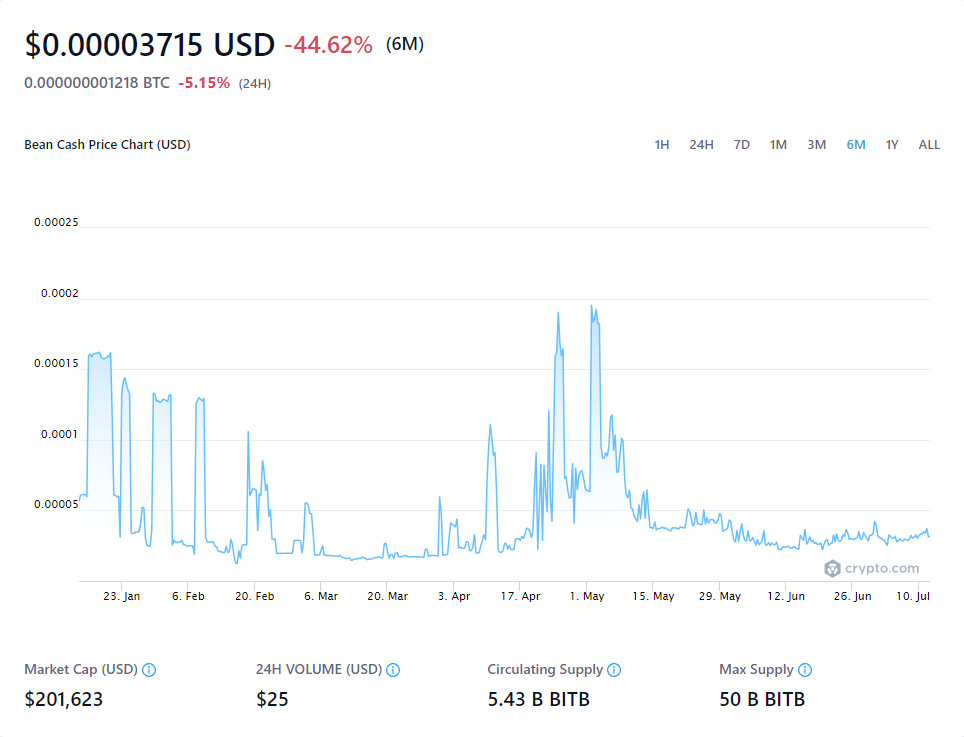 $0.00003715 USD -44.62% (6M)
0.000000001218 BTC -5.15% (24H)
Bean Cash Price Chart (USD) 1H 24H 7D 1M 3M 6M 1Y ALL
0.00025
0.0002
0.00015
0.0001
0.00005
crypto.com
23. Jan 6. Feb 20. Feb 6. Mar 20. Mar 3. Apr 17. Apr 1. May 15. May 29. May 12. Jun 26. Jun 10. Jul
Market Cap (USD) 24H VOLUME (USD) Circulating Supply Max Supply
$201,623 $25 5.43 B BITB 50 B BITB